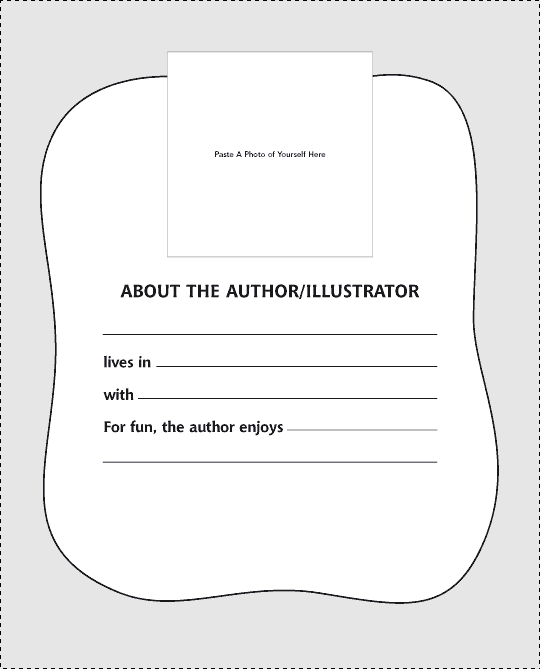 Paste A Photo of Yourself Here
ABOUT THE AUTHOR/ILLUSTRATOR
lives in
with
For fun, the author enjoys